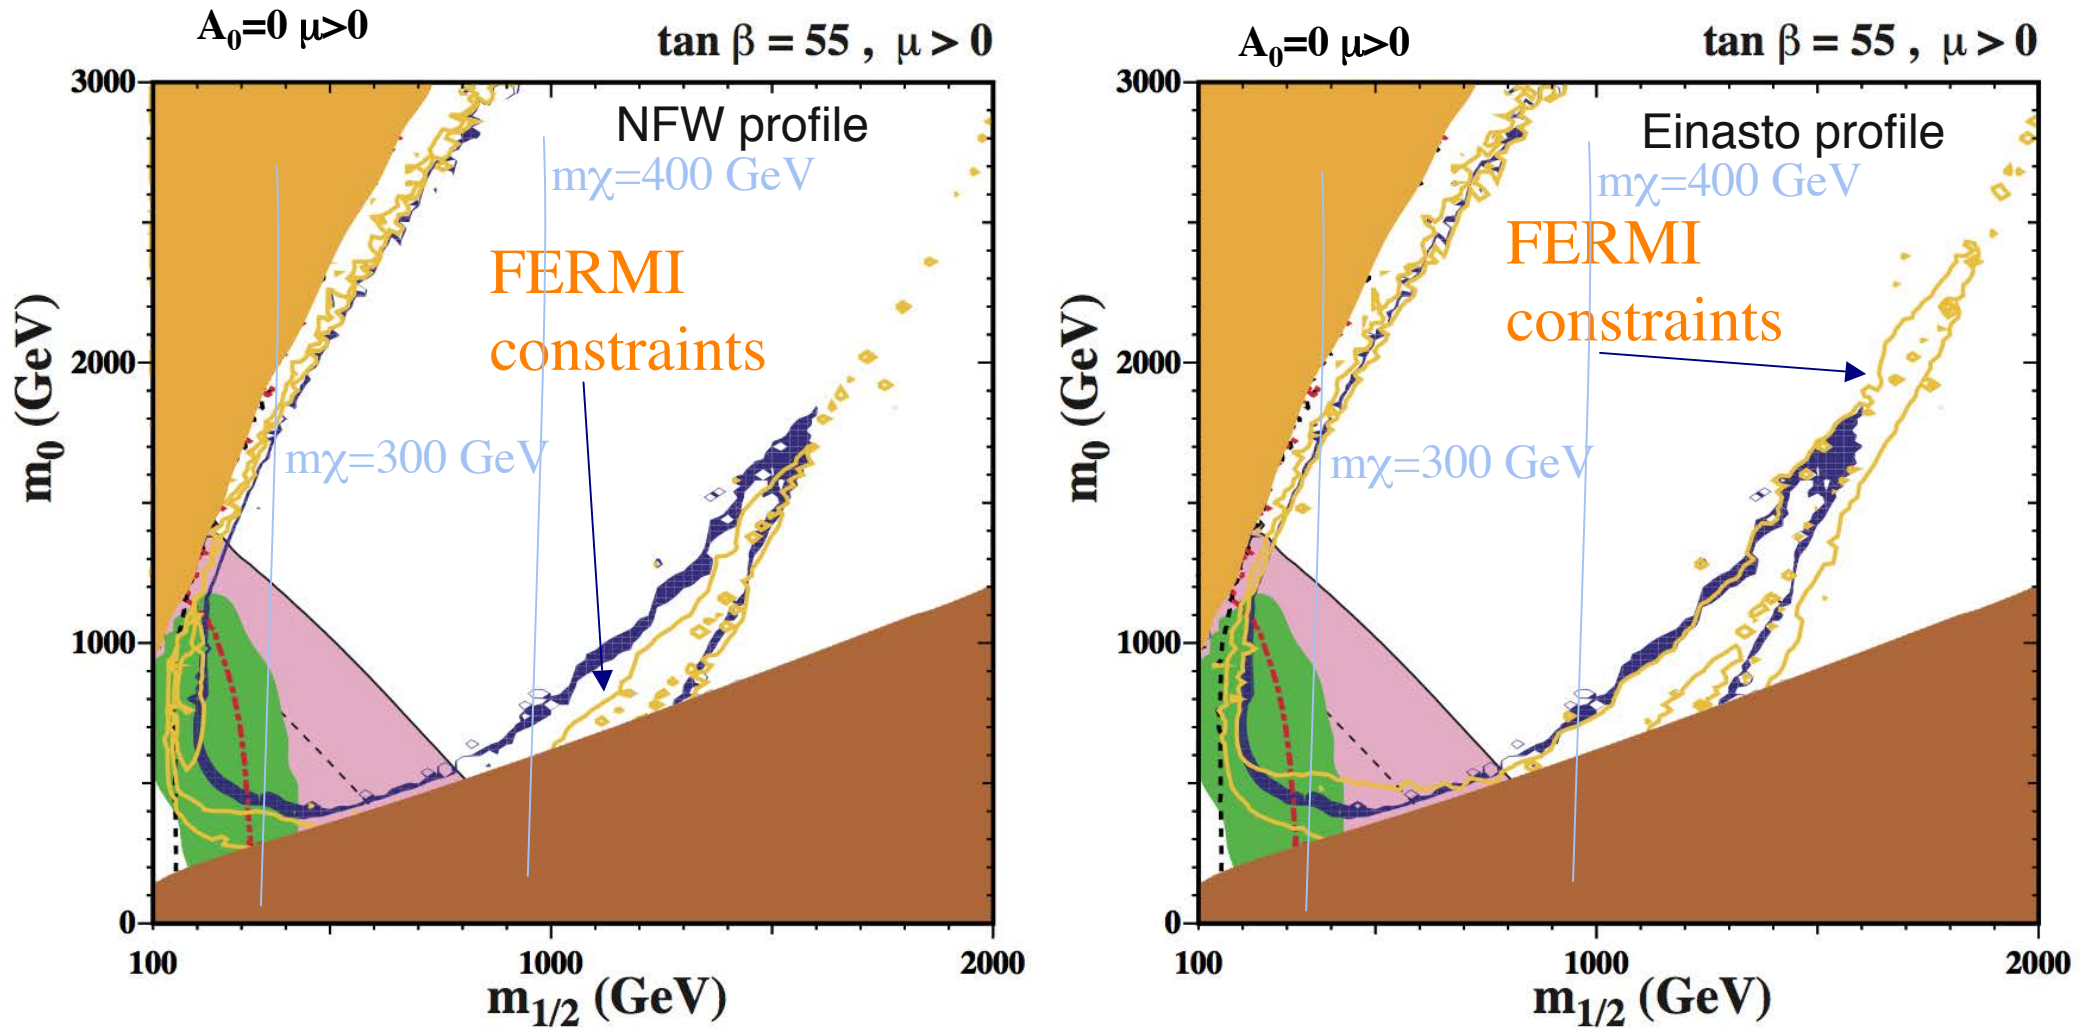 A₀=0 μ>0
tan β = 55 , μ > 0
3000
2000
1000
0
m₀ (GeV)
NFW profile
mχ=400 GeV
FERMI
constraints
mχ=300 GeV
100
1000
2000
m₁/₂ (GeV)
A₀=0 μ>0
tan β = 55 , μ > 0
3000
2000
1000
0
m₀ (GeV)
Einasto profile
mχ=400 GeV
FERMI
constraints
mχ=300 GeV
100
1000
2000
m₁/₂ (GeV)